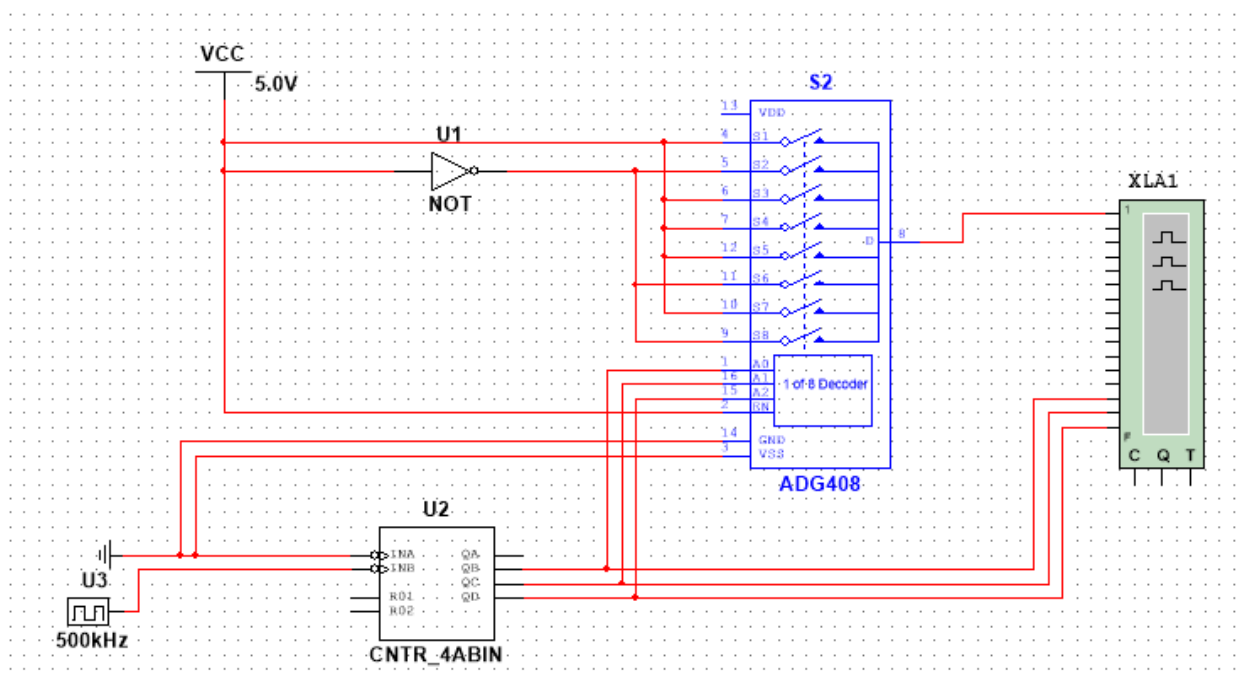 VCC
5.0V
U1
NOT
S2
13 VDD
4 S1
5 S2
6 S3
7 S4
12 S5
11 S6
10 S7
9 S8
D 8
1 A0
16 A1
15 A2
2 EN
1 of 8 Decoder
14 GND
3 VSS
ADG408
XLA1
1
F
C Q T
U2
INA QA
INB QB
QC
R01 QD
R02
CNTR_4ABIN
U3
500kHz